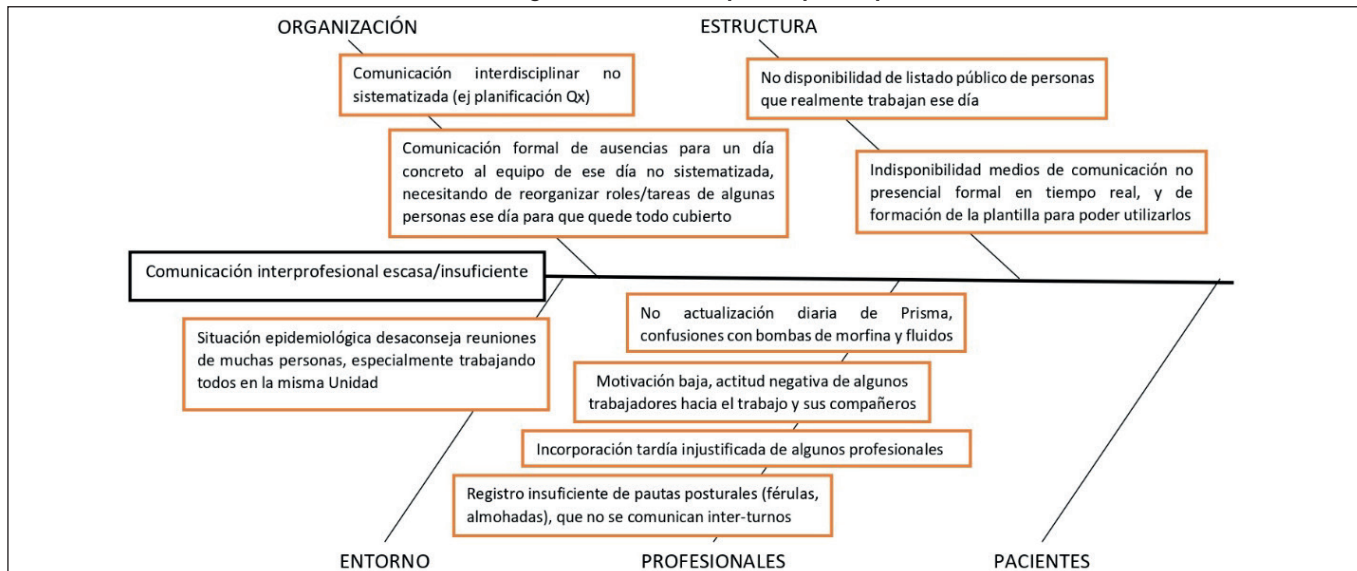 ORGANIZACIÓN
ESTRUCTURA
Comunicación interdisciplinar no
sistematizada (ej planificación Qx)
No disponibilidad de listado público de personas
que realmente trabajan ese día
Comunicación formal de ausencias para un día
concreto al equipo de ese día no sistematizada,
necesitando de reorganizar roles/tareas de algunas
personas ese día para que quede todo cubierto
Indisponibilidad medios de comunicación no
presencial formal en tiempo real, y de
formación de la plantilla para poder utilizarlos
Comunicación interprofesional escasa/insuficiente
Situación epidemiológica desaconseja reuniones
de muchas personas, especialmente trabajando
todos en la misma Unidad
No actualización diaria de Prisma,
confusiones con bombas de morfina y fluidos
Motivación baja, actitud negativa de algunos
trabajadores hacia el trabajo y sus compañeros
Incorporación tardía injustificada de algunos profesionales
Registro insuficiente de pautas posturales (férulas,
almohadas), que no se comunican inter-turnos
ENTORNO
PROFESIONALES
PACIENTES